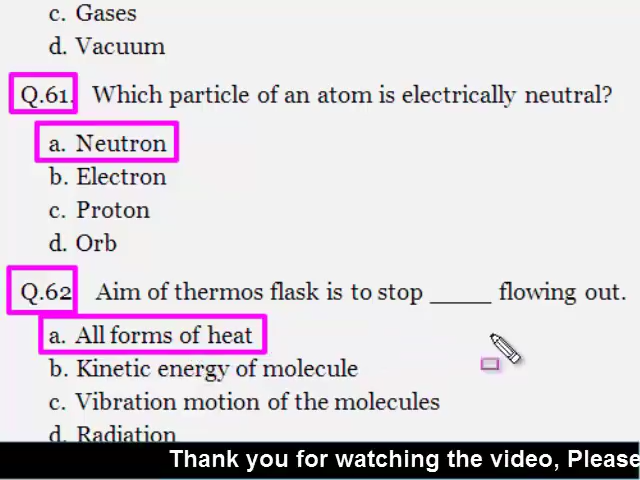 c. Gases
d. Vacuum
Q.61. Which particle of an atom is electrically neutral?
a. Neutron
b. Electron
c. Proton
d. Orb
Q.62 Aim of thermos flask is to stop _____ flowing out.
a. All forms of heat
b. Kinetic energy of molecule
c. Vibration motion of the molecules
d. Radiation
Thank you for watching the video, Please